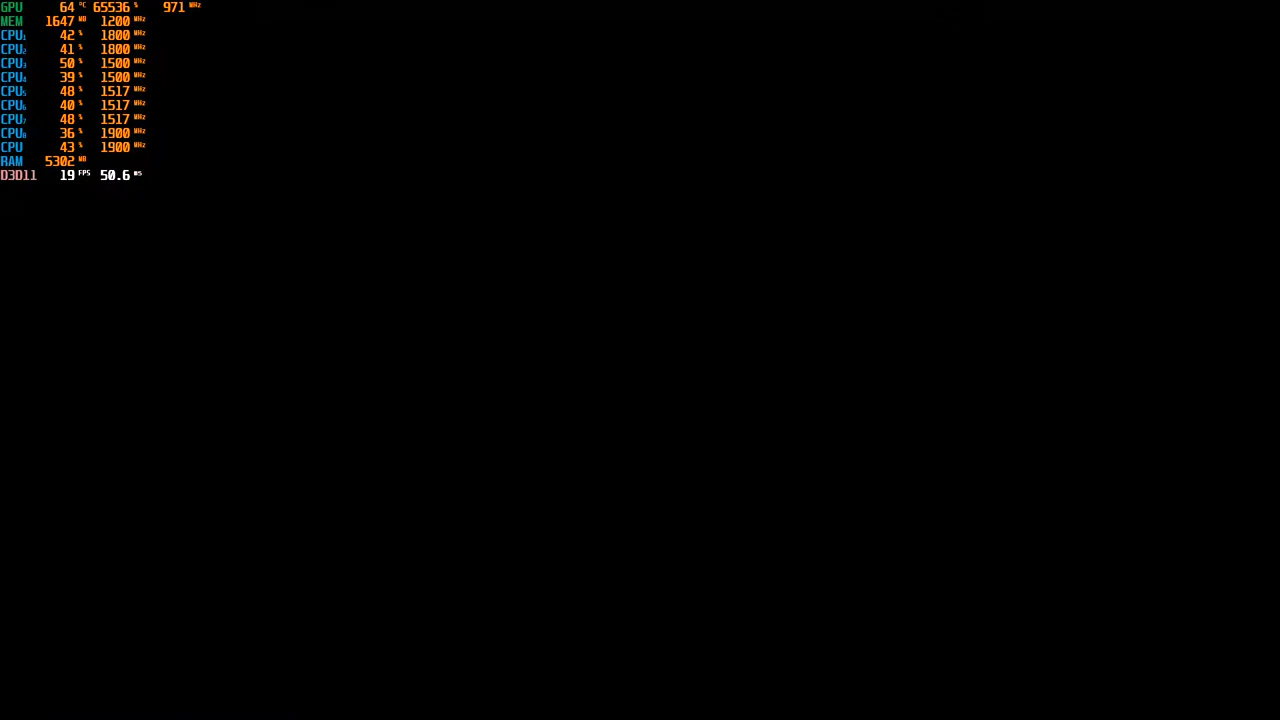 GPU 64 °C 65536 % 971 MHz
MEM 1647 MB 1200 MHz
CPU1 42 % 1800 MHz
CPU2 41 % 1800 MHz
CPU3 50 % 1500 MHz
CPU4 39 % 1500 MHz
CPU5 48 % 1517 MHz
CPU6 40 % 1517 MHz
CPU7 48 % 1517 MHz
CPU8 36 % 1900 MHz
CPU 43 % 1900 MHz
RAM 5302 MB
D3D11 19 FPS 50.6 ms